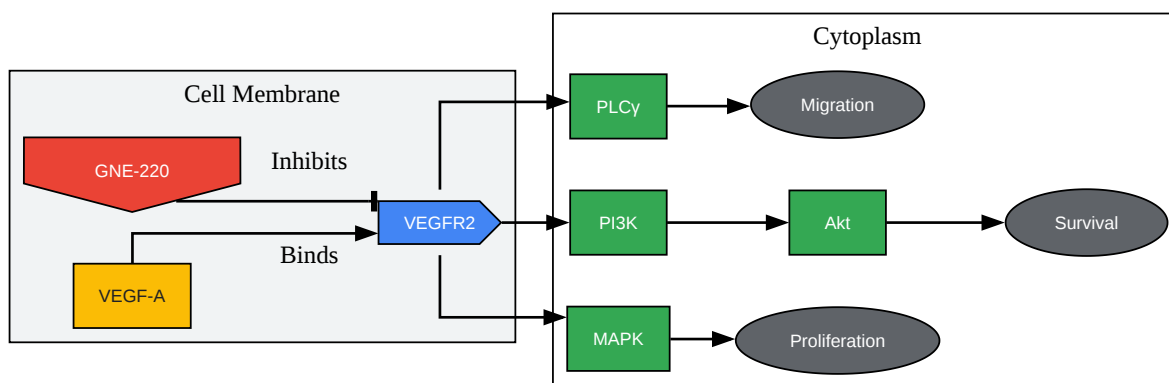 Cytoplasm
Cell Membrane
PLCγ
Migration
GNE-220
Inhibits
VEGFR2
PI3K
Akt
Survival
Binds
VEGF-A
MAPK
Proliferation